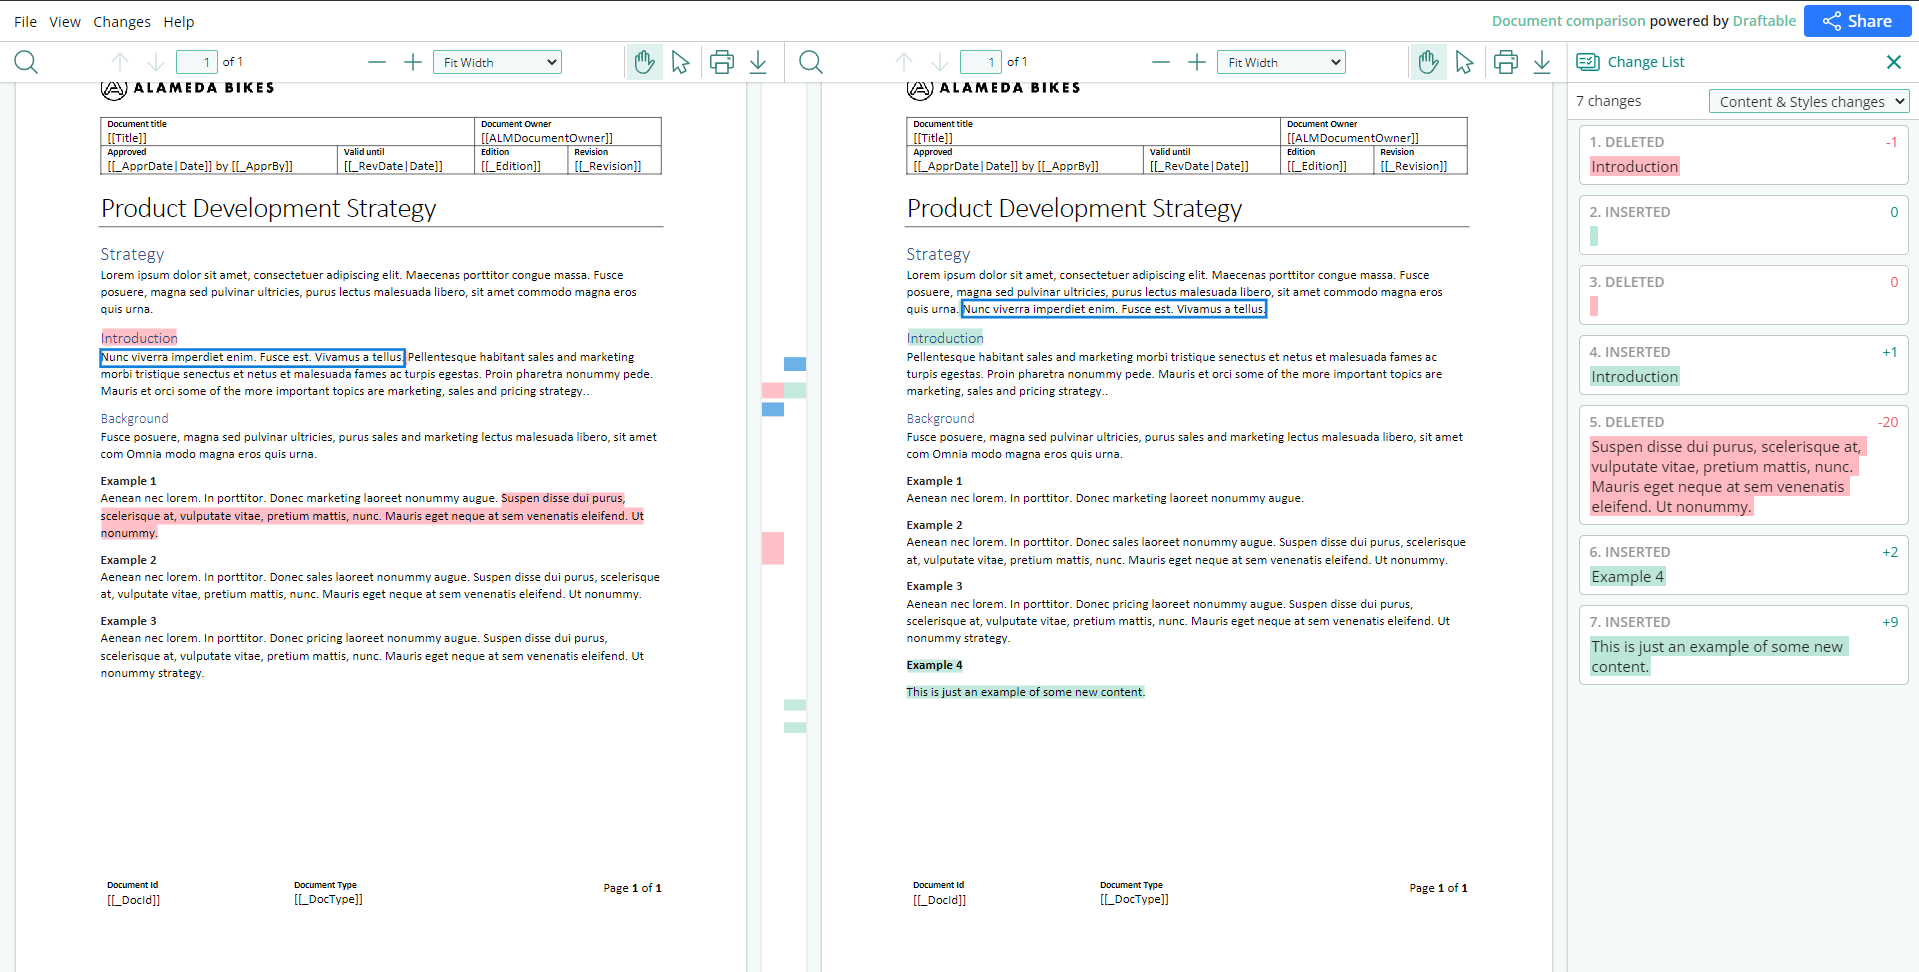 File View Changes Help
Document comparison powered by Draftable Share
1 of 1 Fit Width
1 of 1 Fit Width
Change List
ALAMEDA BIKES
Document title Document Owner
[[Title]] [[ALMDocumentOwner]]
Approved Valid until Edition Revision
[[_ApprDate|Date]] by [[_ApprBy]] [[_RevDate|Date]] [[_Edition]] [[_Revision]]
Product Development Strategy
Strategy
Lorem ipsum dolor sit amet, consectetuer adipiscing elit. Maecenas porttitor congue massa. Fusce
posuere, magna sed pulvinar ultricies, purus lectus malesuada libero, sit amet commodo magna eros
quis urna.
Introduction
Nunc viverra imperdiet enim. Fusce est. Vivamus a tellus. Pellentesque habitant sales and marketing
morbi tristique senectus et netus et malesuada fames ac turpis egestas. Proin pharetra nonummy pede.
Mauris et orci some of the more important topics are marketing, sales and pricing strategy..
Background
Fusce posuere, magna sed pulvinar ultricies, purus sales and marketing lectus malesuada libero, sit amet
com Omnia modo magna eros quis urna.
Example 1
Aenean nec lorem. In porttitor. Donec marketing laoreet nonummy augue. Suspen disse dui purus,
scelerisque at, vulputate vitae, pretium mattis, nunc. Mauris eget neque at sem venenatis eleifend. Ut
nonummy.
Example 2
Aenean nec lorem. In porttitor. Donec sales laoreet nonummy augue. Suspen disse dui purus, scelerisque
at, vulputate vitae, pretium mattis, nunc. Mauris eget neque at sem venenatis eleifend. Ut nonummy.
Example 3
Aenean nec lorem. In porttitor. Donec pricing laoreet nonummy augue. Suspen disse dui purus,
scelerisque at, vulputate vitae, pretium mattis, nunc. Mauris eget neque at sem venenatis eleifend. Ut
nonummy strategy.
Document Id Document Type Page 1 of 1
[[_DocId]] [[_DocType]]
ALAMEDA BIKES
Document title Document Owner
[[Title]] [[ALMDocumentOwner]]
Approved Valid until Edition Revision
[[_ApprDate|Date]] by [[_ApprBy]] [[_RevDate|Date]] [[_Edition]] [[_Revision]]
Product Development Strategy
Strategy
Lorem ipsum dolor sit amet, consectetuer adipiscing elit. Maecenas porttitor congue massa. Fusce
posuere, magna sed pulvinar ultricies, purus lectus malesuada libero, sit amet commodo magna eros
quis urna. Nunc viverra imperdiet enim. Fusce est. Vivamus a tellus.
Introduction
Pellentesque habitant sales and marketing morbi tristique senectus et netus et malesuada fames ac
turpis egestas. Proin pharetra nonummy pede. Mauris et orci some of the more important topics are
marketing, sales and pricing strategy..
Background
Fusce posuere, magna sed pulvinar ultricies, purus sales and marketing lectus malesuada libero, sit amet
com Omnia modo magna eros quis urna.
Example 1
Aenean nec lorem. In porttitor. Donec marketing laoreet nonummy augue.
Example 2
Aenean nec lorem. In porttitor. Donec sales laoreet nonummy augue. Suspen disse dui purus, scelerisque
at, vulputate vitae, pretium mattis, nunc. Mauris eget neque at sem venenatis eleifend. Ut nonummy.
Example 3
Aenean nec lorem. In porttitor. Donec pricing laoreet nonummy augue. Suspen disse dui purus,
scelerisque at, vulputate vitae, pretium mattis, nunc. Mauris eget neque at sem venenatis eleifend. Ut
nonummy strategy.
Example 4
This is just an example of some new content.
Document Id Document Type Page 1 of 1
[[_DocId]] [[_DocType]]
7 changes Content & Styles changes
1. DELETED -1
Introduction
2. INSERTED 0
3. DELETED 0
4. INSERTED +1
Introduction
5. DELETED -20
Suspen disse dui purus, scelerisque at,
vulputate vitae, pretium mattis, nunc.
Mauris eget neque at sem venenatis
eleifend. Ut nonummy.
6. INSERTED +2
Example 4
7. INSERTED +9
This is just an example of some new
content.